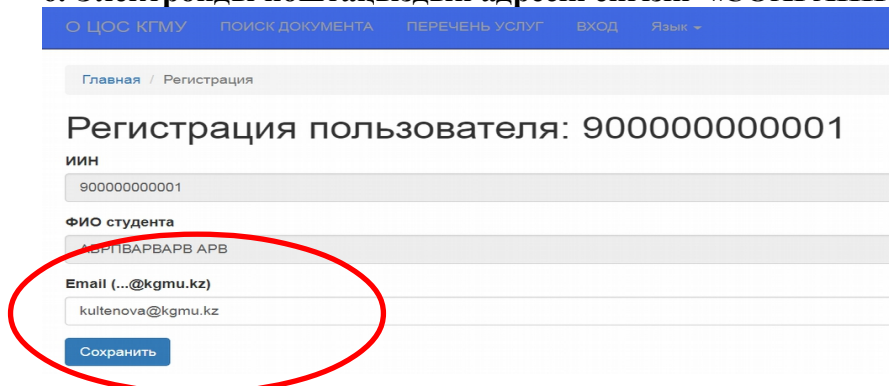 О ЦОС КГМУ ПОИСК ДОКУМЕНТА ПЕРЕЧЕНЬ УСЛУГ ВХОД Язык
Главная / Регистрация
Регистрация пользователя: 900000000001
ИИН
900000000001
ФИО студента
АВРПВАРВАРВ АРВ
Email (...@kgmu.kz)
kultenova@kgmu.kz
Сохранить